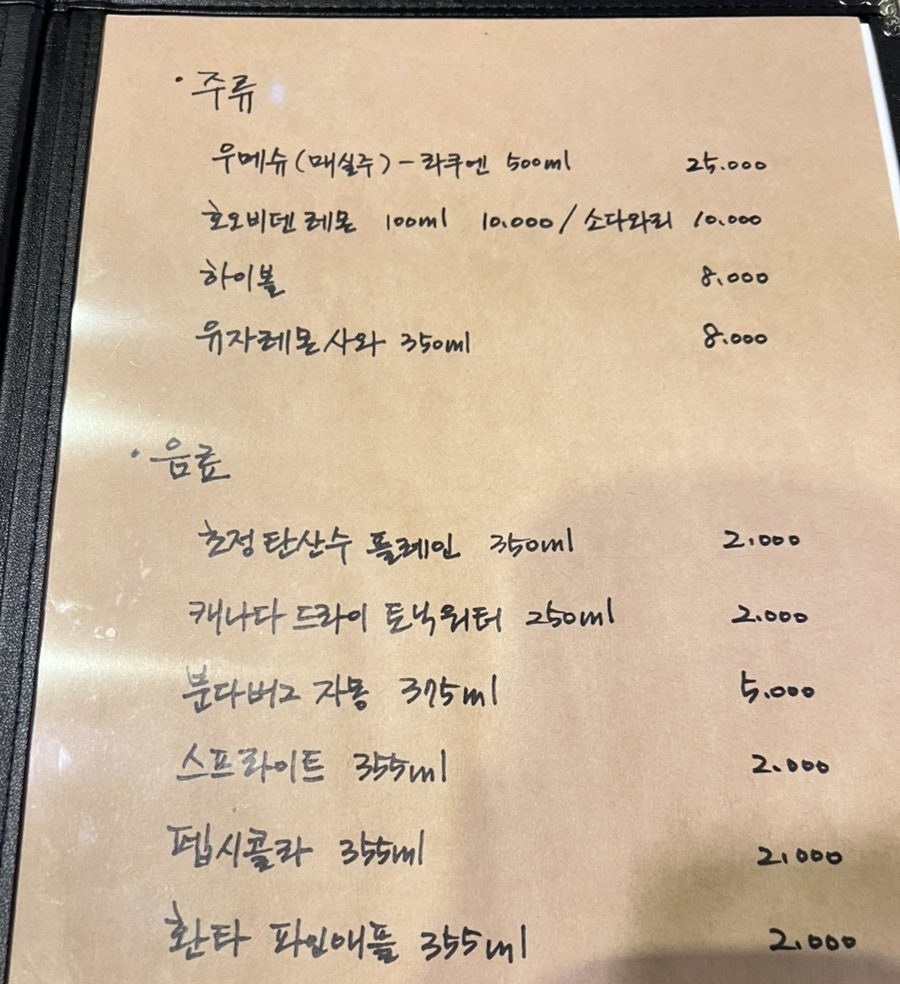 · 주류
우메슈(매실주) - 라쿠엔 500ml 25.000
호오비덴 레몬 100ml 10.000 / 소다와리 10.000
하이볼 8.000
유자레몬사와 350ml 8.000
· 음료
초정탄산수 플레인 350ml 2.000
캐나다 드라이 토닉워터 250ml 2.000
분다버그 자몽 375ml 5.000
스프라이트 355ml 2.000
펩시콜라 355ml 2.000
환타 파인애플 355ml 2.000